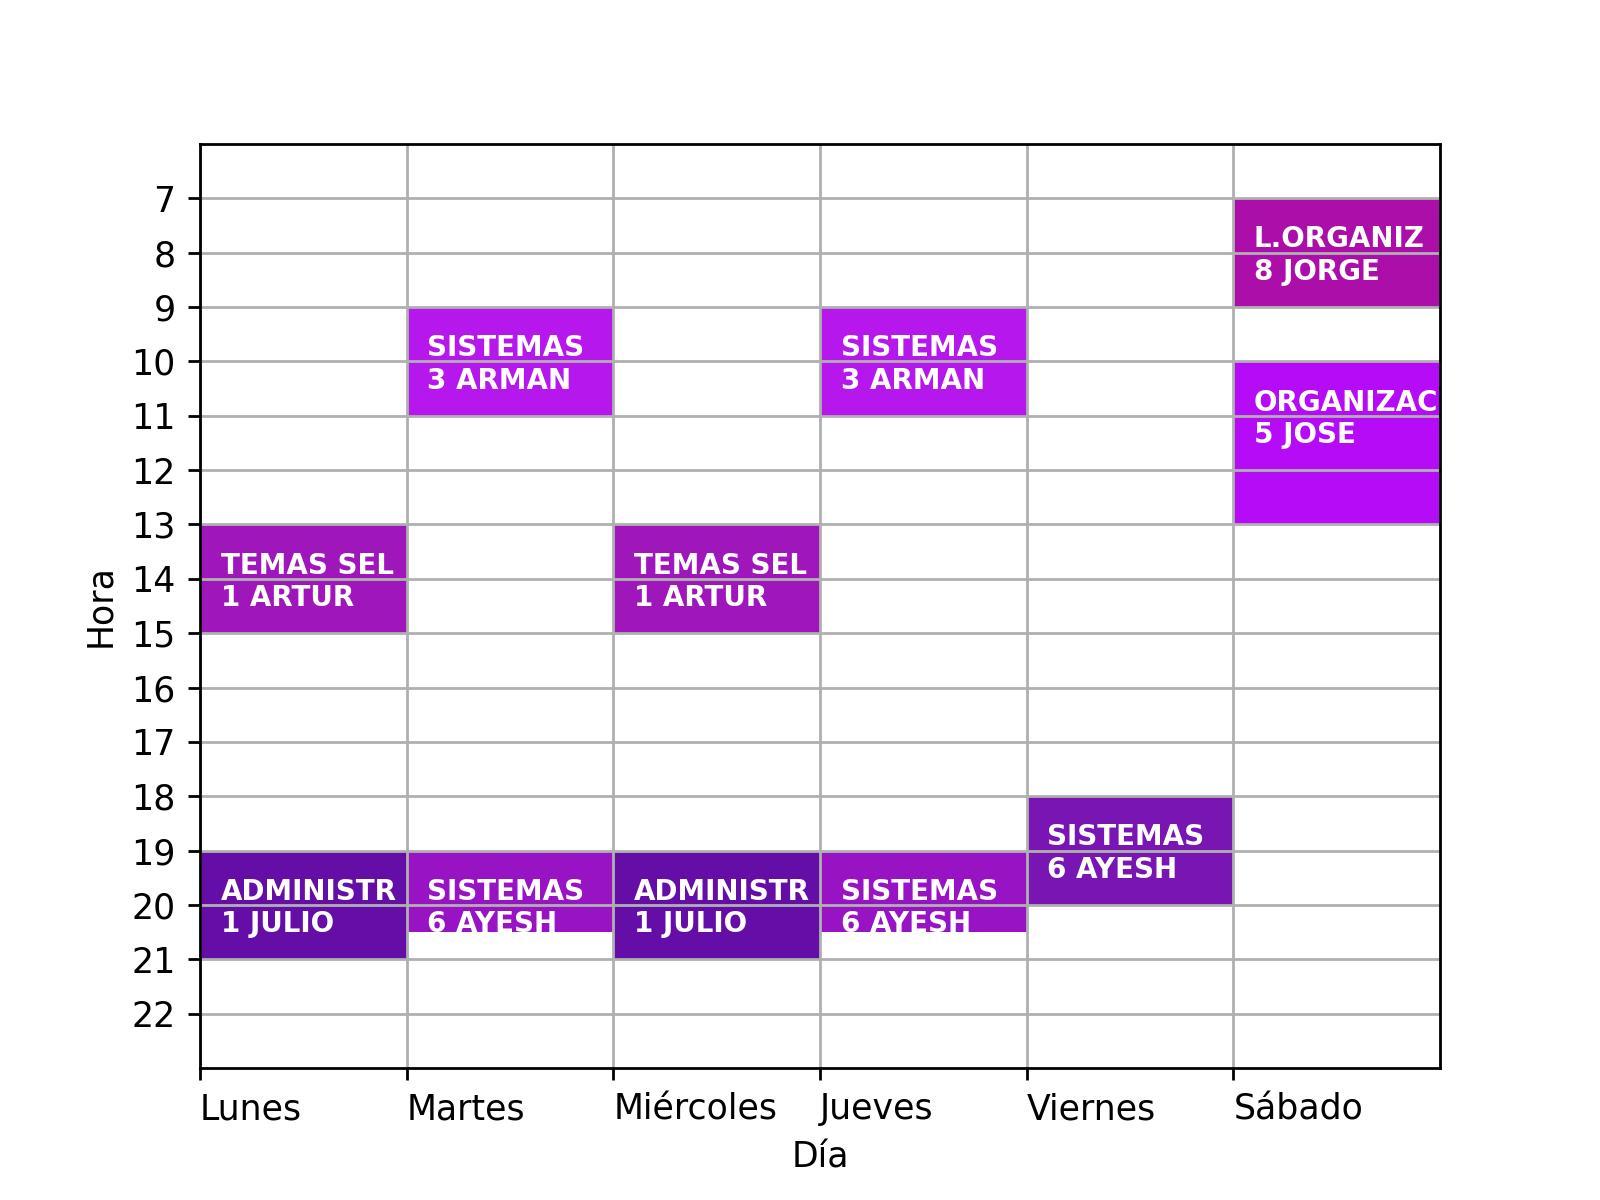 7
8
9
10
11
12
13
14
15
16
17
18
19
20
21
22
Hora
L.ORGANIZ
8 JORGE
SISTEMAS
3 ARMAN
SISTEMAS
3 ARMAN
ORGANIZAC
5 JOSE
TEMAS SEL
1 ARTUR
TEMAS SEL
1 ARTUR
SISTEMAS
6 AYESH
ADMINISTR
1 JULIO
SISTEMAS
6 AYESH
ADMINISTR
1 JULIO
SISTEMAS
6 AYESH
Lunes Martes Miércoles Jueves Viernes Sábado
Día